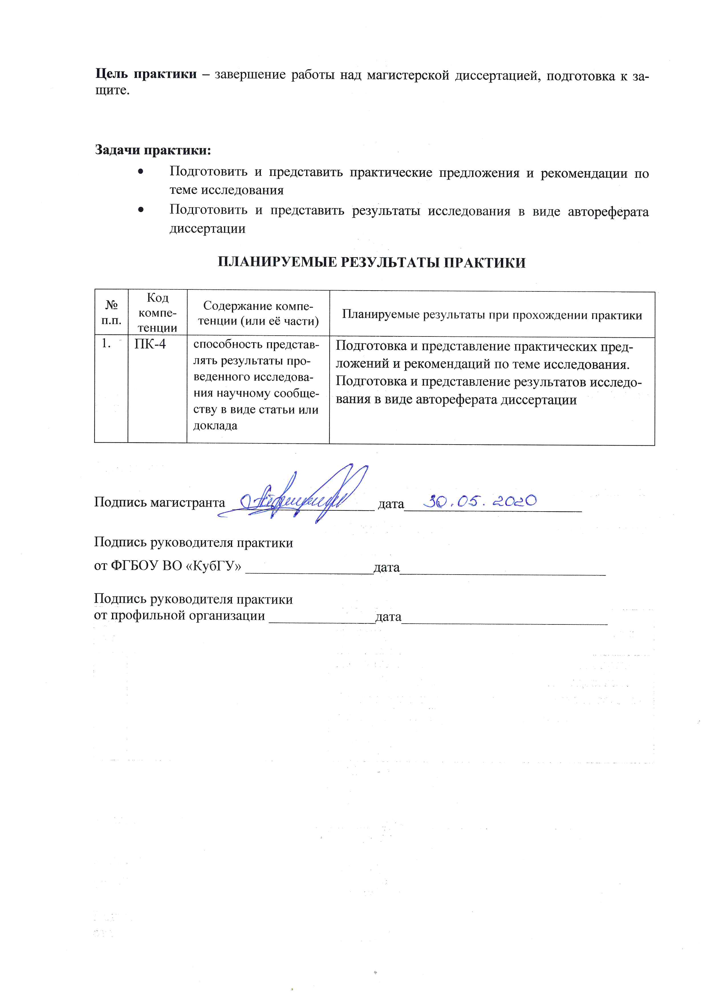 Цель практики – завершение работы над магистерской диссертацией, подготовка к за-
щите.
Задачи практики:
• Подготовить и представить практические предложения и рекомендации по
теме исследования
• Подготовить и представить результаты исследования в виде автореферата
диссертации
ПЛАНИРУЕМЫЕ РЕЗУЛЬТАТЫ ПРАКТИКИ
№
п.п.
Код
компе-
тенции
Содержание компе-
тенции (или её части)
Планируемые результаты при прохождении практики
1.
ПК-4
способность представ-
лять результаты про-
веденного исследова-
ния научному сообще-
ству в виде статьи или
доклада
Подготовка и представление практических пред-
ложений и рекомендаций по теме исследования.
Подготовка и представление результатов исследо-
вания в виде автореферата диссертации
Подпись магистранта дата 30.05.2020
Подпись руководителя практики
от ФГБОУ ВО «КубГУ» дата
Подпись руководителя практики
от профильной организации дата